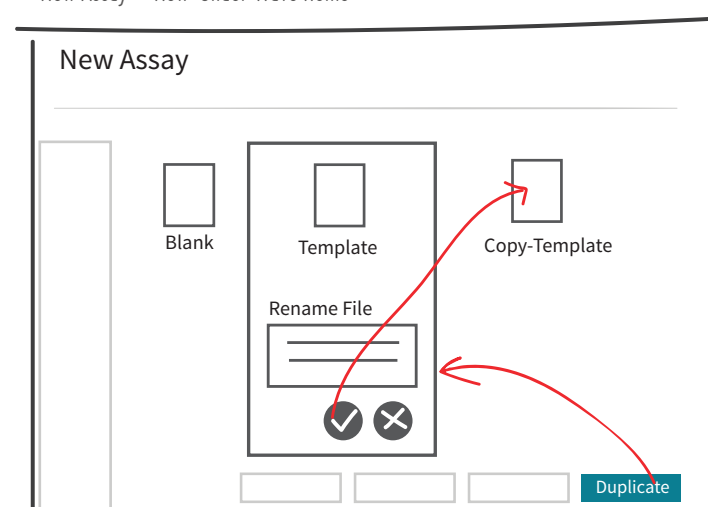 New Assay
Blank
Template
Copy-Template
Rename File
Duplicate